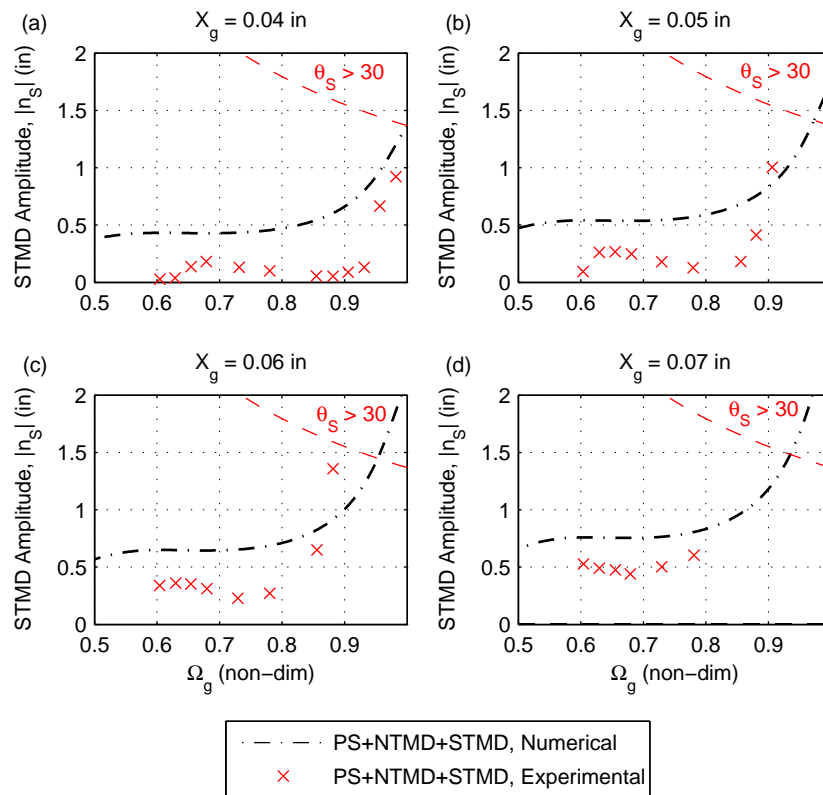 (a) X_g = 0.04 in
(b) X_g = 0.05 in
STMD Amplitude, |n_S| (in)
2
1.5
1
0.5
0
θ_S > 30
0.5 0.6 0.7 0.8 0.9
STMD Amplitude, |n_S| (in)
2
1.5
1
0.5
0
θ_S > 30
0.5 0.6 0.7 0.8 0.9
(c) X_g = 0.06 in
(d) X_g = 0.07 in
STMD Amplitude, |n_S| (in)
2
1.5
1
0.5
0
θ_S > 30
0.5 0.6 0.7 0.8 0.9
Ω_g (non−dim)
STMD Amplitude, |n_S| (in)
2
1.5
1
0.5
0
θ_S > 30
0.5 0.6 0.7 0.8 0.9
Ω_g (non−dim)
PS+NTMD+STMD, Numerical
PS+NTMD+STMD, Experimental